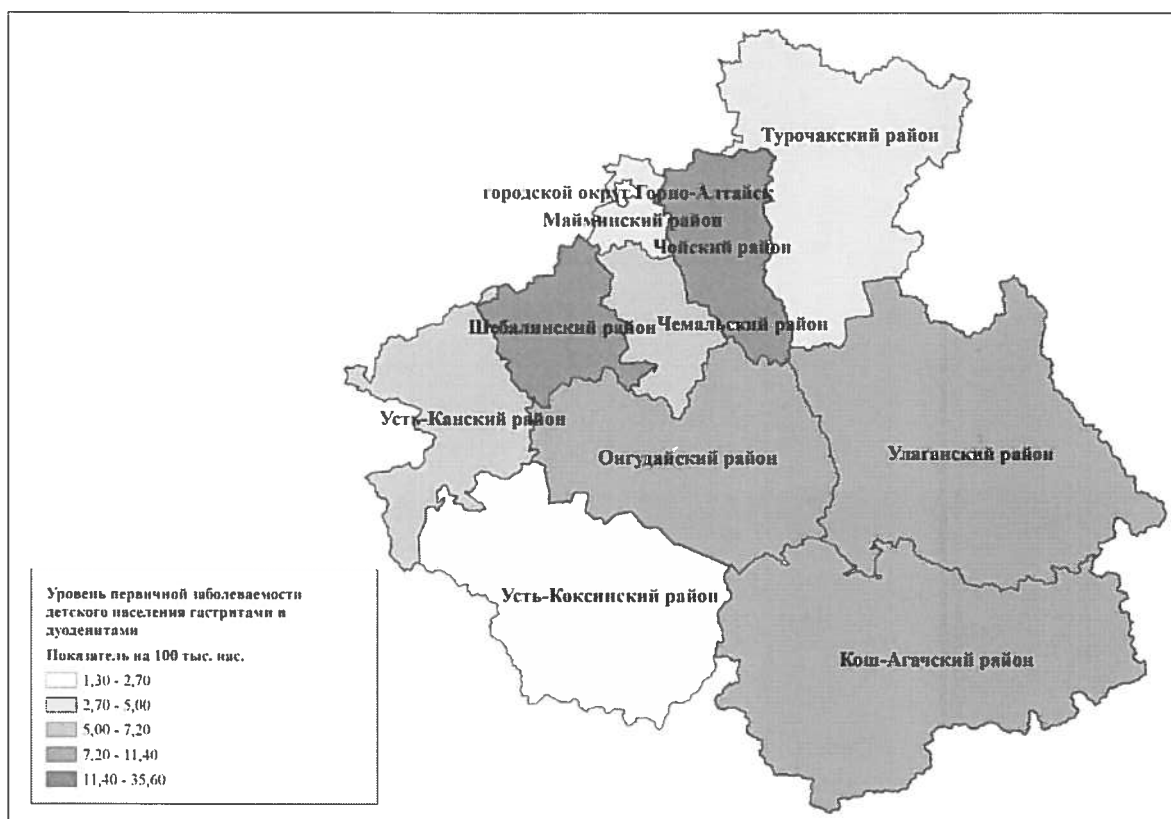 Турочакский район
городской округ Горно-Алтайск
Майминский район
Чойский район
Шебалинский район
Чемальский район
Усть-Канский район
Онгудайский район
Улаганский район
Усть-Коксинский район
Кош-Агачский район
Уровень первичной заболеваемости
детского населения гастритами и
дуоденитами
Показатель на 100 тыс. нас.
1,30 - 2,70
2,70 - 5,00
5,00 - 7,20
7,20 - 11,40
11,40 - 35,60